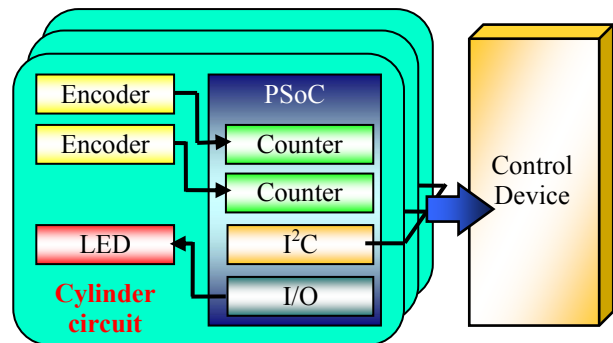 Encoder
Encoder
LED
Cylinder
circuit
PSoC
Counter
Counter
I²C
I/O
Control
Device